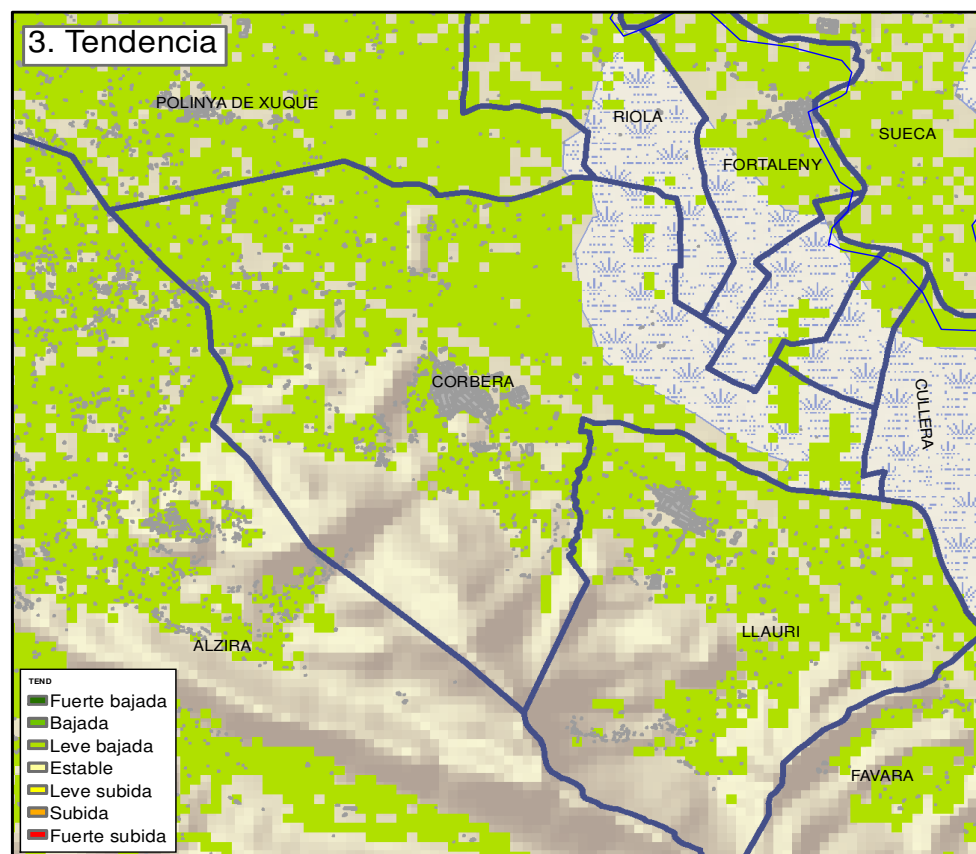 3. Tendencia
POLINYA DE XUQUE
RIOLA
SUECA
FORTALENY
CORBERA
CULLERA
ALZIRA
LLAURI
FAVARA
TEND
Fuerte bajada
Bajada
Leve bajada
Estable
Leve subida
Subida
Fuerte subida